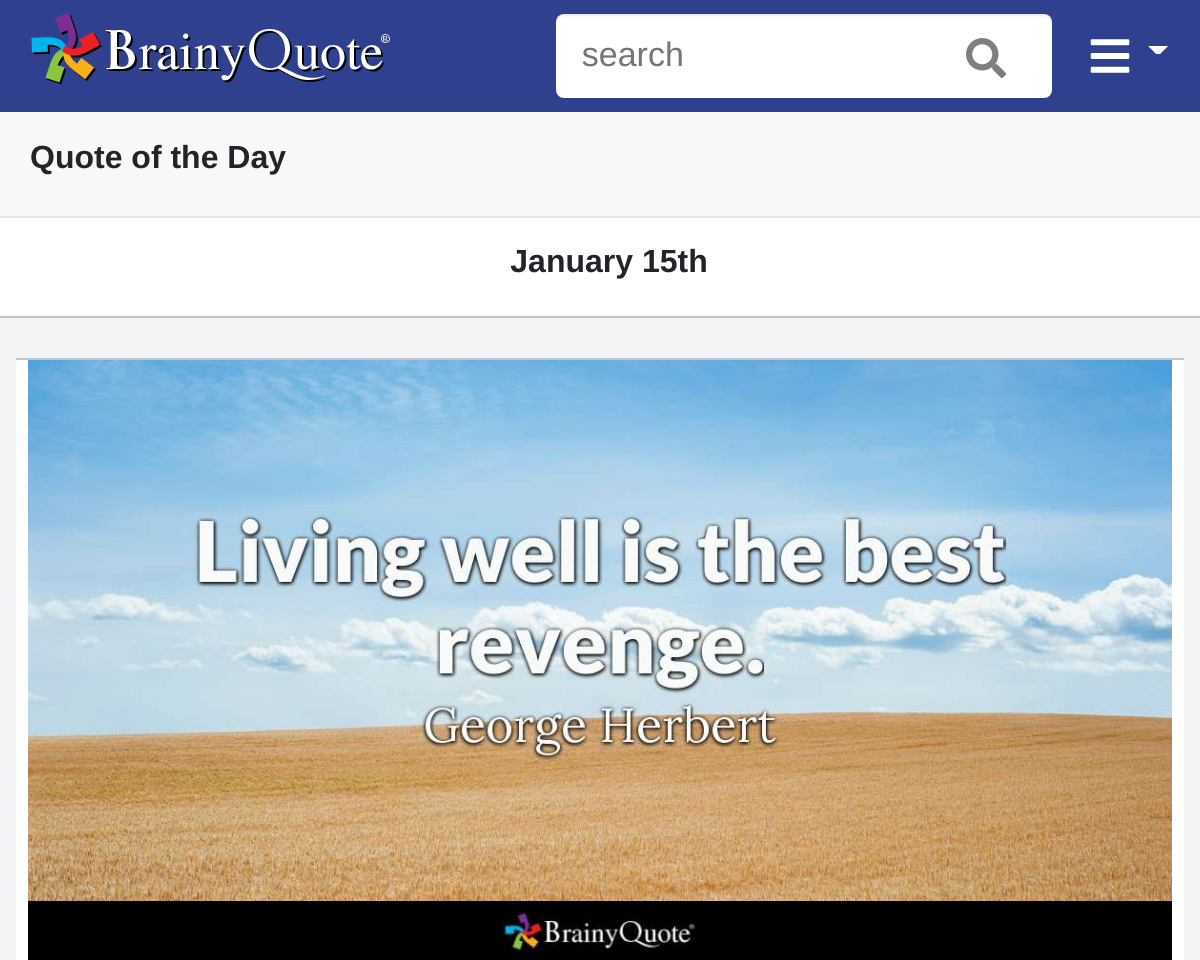 BrainyQuote®
search
Quote of the Day
January 15th
Living well is the best
revenge.
George Herbert
BrainyQuote®